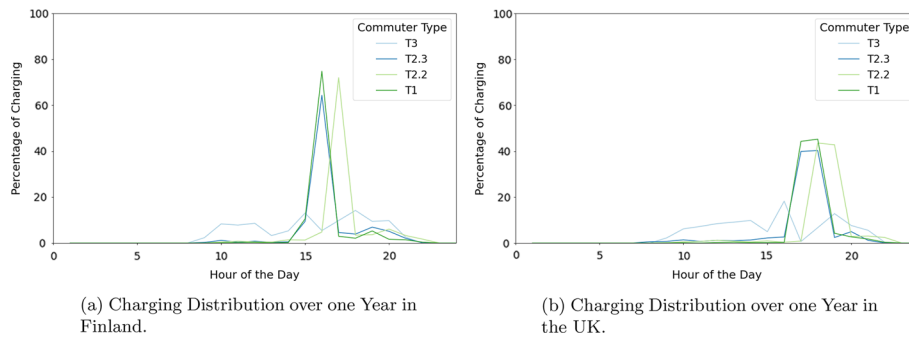 100
80
60
40
20
0
Percentage of Charging
0
5
10
15
20
Hour of the Day
Commuter Type
T3
T2.3
T2.2
T1
(a) Charging Distribution over one Year in
Finland.
100
80
60
40
20
0
Percentage of Charging
0
5
10
15
20
Hour of the Day
Commuter Type
T3
T2.3
T2.2
T1
(b) Charging Distribution over one Year in
the UK.